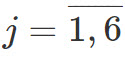 j = \overline{1, 6}